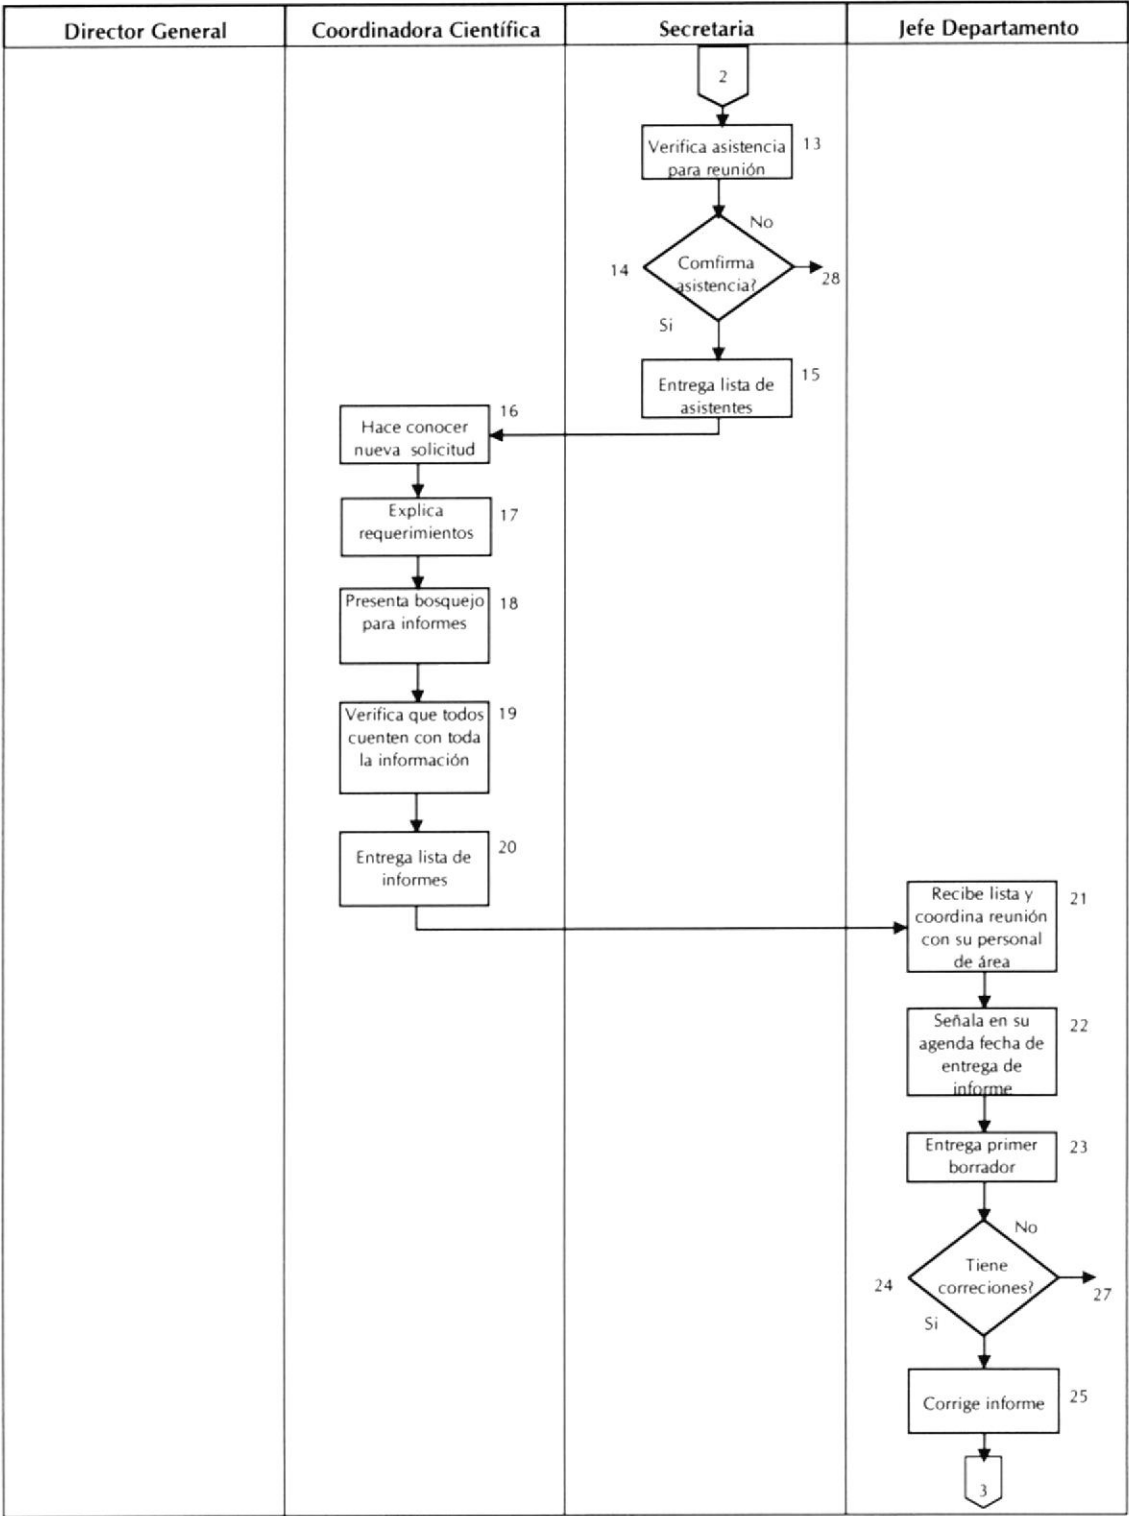 Director General
Coordinadora Científica
Secretaria
Jefe Departamento
2
Verifica asistencia
para reunión
13
No
14
Comfirma
asistencia?
28
Si
Entrega lista de
asistentes
15
Hace conocer
nueva solicitud
16
Explica
requerimientos
17
Presenta bosquejo
para informes
18
Verifica que todos
cuenten con toda
la información
19
Entrega lista de
informes
20
Recibe lista y
coordina reunión
con su personal
de área
21
Señala en su
agenda fecha de
entrega de
informe
22
Entrega primer
borrador
23
No
24
Tiene
correciones?
27
Si
Corrige informe
25
3